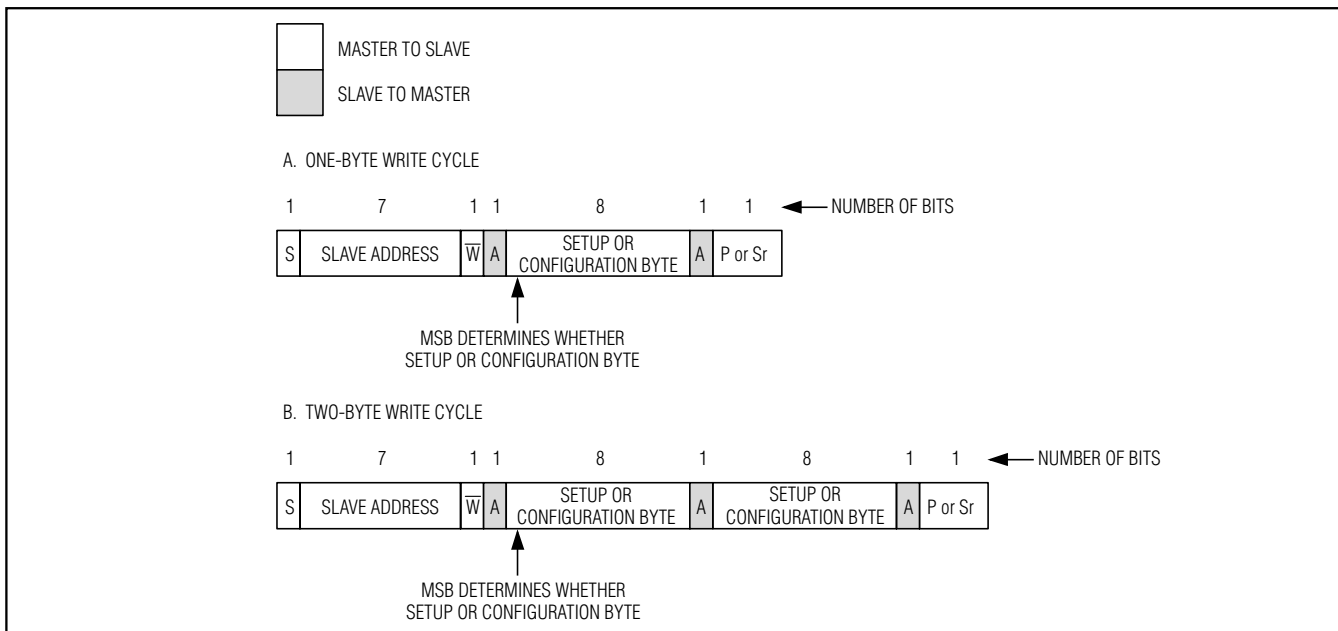 MASTER TO SLAVE
SLAVE TO MASTER
A. ONE-BYTE WRITE CYCLE
1 7 1 1 8 1 1 NUMBER OF BITS
S SLAVE ADDRESS W̅ A SETUP OR CONFIGURATION BYTE A P or Sr
MSB DETERMINES WHETHER
SETUP OR CONFIGURATION BYTE
B. TWO-BYTE WRITE CYCLE
1 7 1 1 8 1 8 1 1 NUMBER OF BITS
S SLAVE ADDRESS W̅ A SETUP OR CONFIGURATION BYTE A SETUP OR CONFIGURATION BYTE A P or Sr
MSB DETERMINES WHETHER
SETUP OR CONFIGURATION BYTE